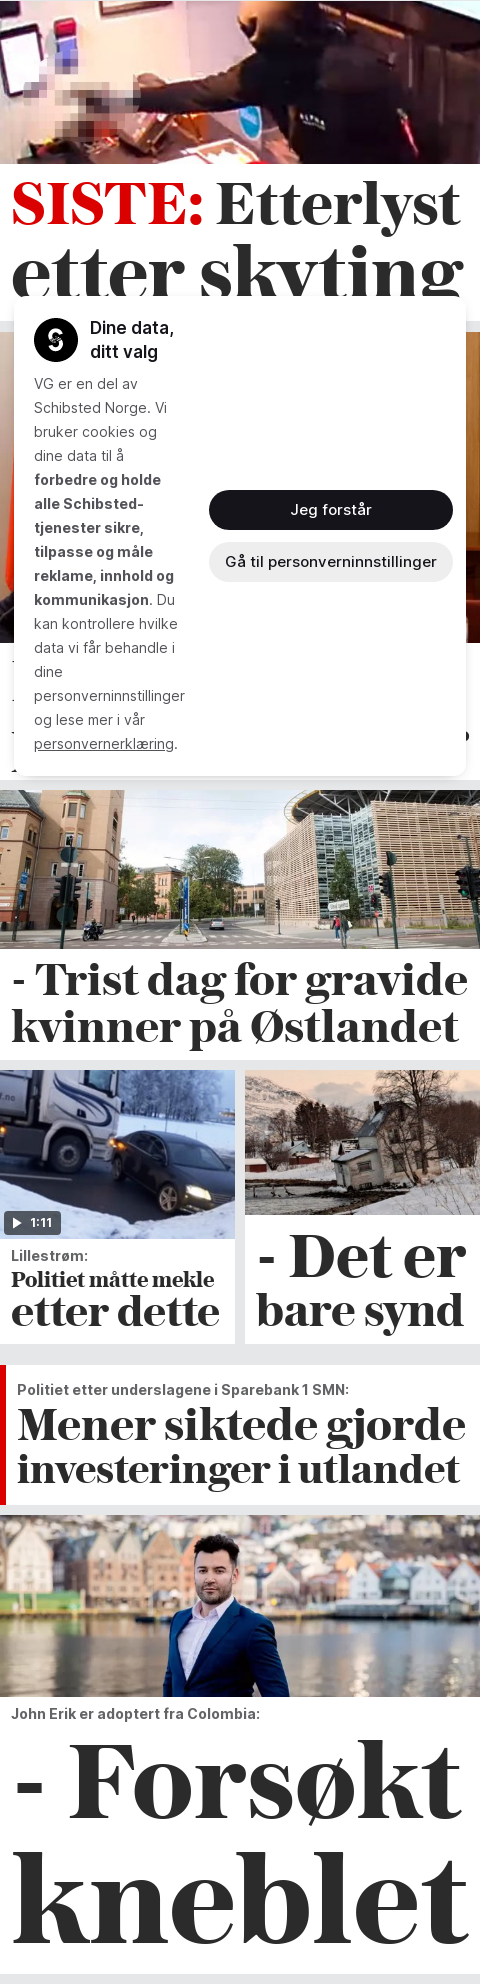 SISTE: Etterlyst
etter skyting
Dine data,
ditt valg
VG er en del av
Schibsted Norge. Vi
bruker cookies og
dine data til å
forbedre og holde
alle Schibsted-
tjenester sikre,
tilpasse og måle
reklame, innhold og
kommunikasjon. Du
kan kontrollere hvilke
data vi får behandle i
dine
personverninnstillinger
og lese mer i vår
personvernerklæring.
Jeg forstår
Gå til personverninnstillinger
- Trist dag for gravide
kvinner på Østlandet
1:11
Lillestrøm:
Politiet måtte mekle
etter dette
- Det er
bare synd
Politiet etter underslagene i Sparebank 1 SMN:
Mener siktede gjorde
investeringer i utlandet
John Erik er adoptert fra Colombia:
- Forsøkt
kneblet